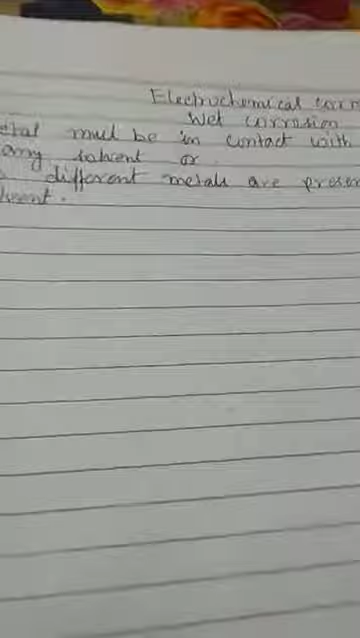 Electrochemical corr
Wet corrosion
etal must be in contact with
any solvent or
different metals are presen
lvent.